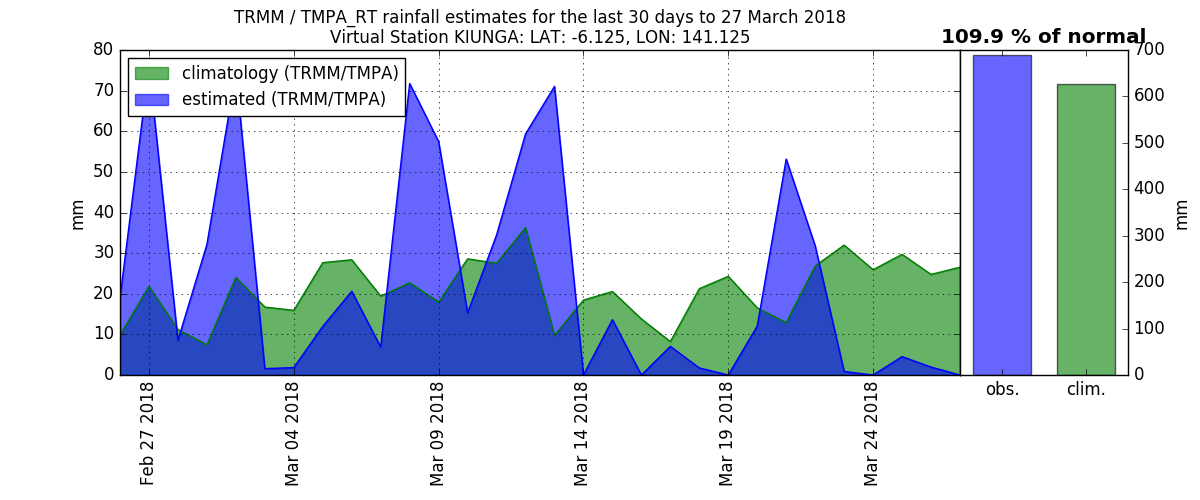 TRMM / TMPA_RT rainfall estimates for the last 30 days to 27 March 2018
Virtual Station KIUNGA: LAT: -6.125, LON: 141.125
109.9 % of normal
climatology (TRMM/TMPA)
estimated (TRMM/TMPA)
mm
80
70
60
50
40
30
20
10
0
Feb 27 2018
Mar 04 2018
Mar 09 2018
Mar 14 2018
Mar 19 2018
Mar 24 2018
obs.
clim.
700
600
500
400
300
200
100
0
mm